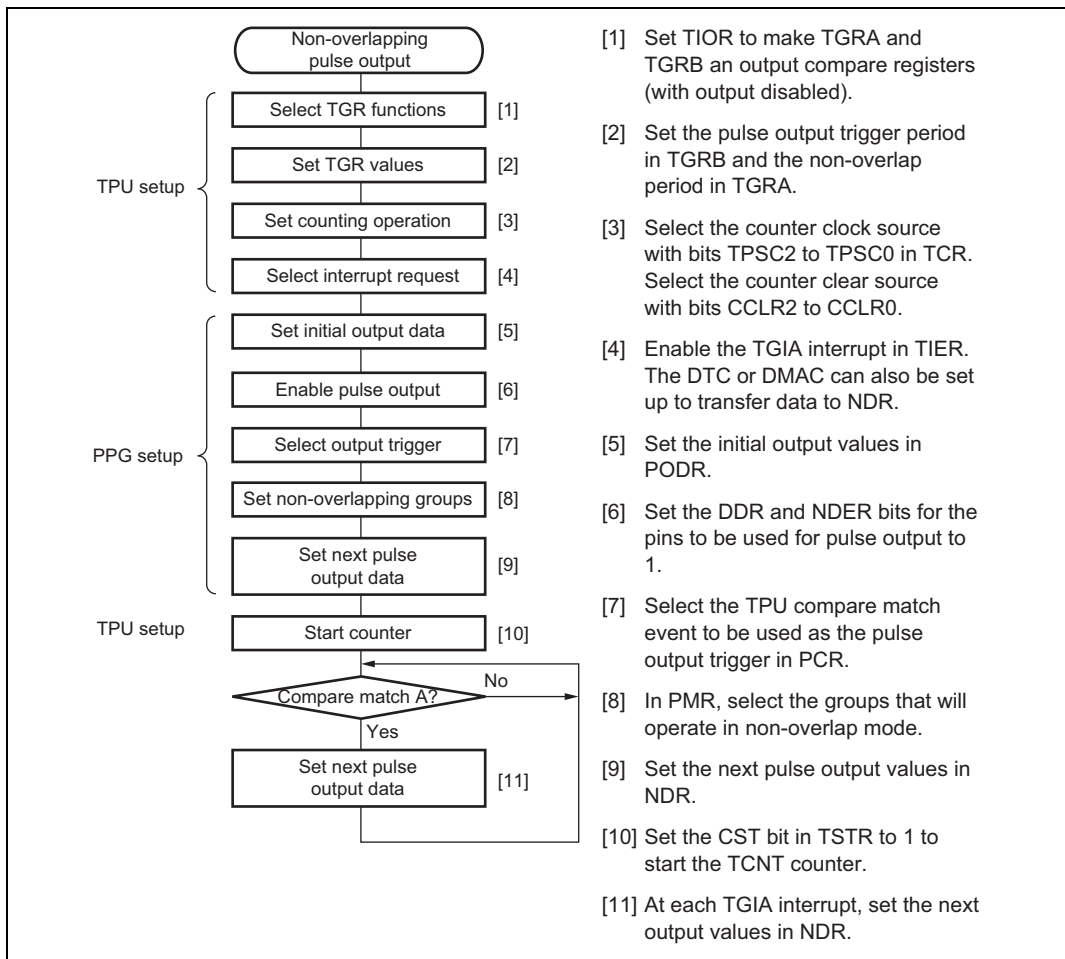 Non-overlapping
pulse output
Select TGR functions [1]
Set TGR values [2]
TPU setup
Set counting operation [3]
Select interrupt request [4]
Set initial output data [5]
Enable pulse output [6]
Select output trigger [7]
PPG setup
Set non-overlapping groups [8]
Set next pulse
output data
[9]
TPU setup
Start counter [10]
Compare match A?
No
Yes
Set next pulse
output data
[11]
[1] Set TIOR to make TGRA and
TGRB an output compare registers
(with output disabled).
[2] Set the pulse output trigger period
in TGRB and the non-overlap
period in TGRA.
[3] Select the counter clock source
with bits TPSC2 to TPSC0 in TCR.
Select the counter clear source
with bits CCLR2 to CCLR0.
[4] Enable the TGIA interrupt in TIER.
The DTC or DMAC can also be set
up to transfer data to NDR.
[5] Set the initial output values in
PODR.
[6] Set the DDR and NDER bits for the
pins to be used for pulse output to
1.
[7] Select the TPU compare match
event to be used as the pulse
output trigger in PCR.
[8] In PMR, select the groups that will
operate in non-overlap mode.
[9] Set the next pulse output values in
NDR.
[10] Set the CST bit in TSTR to 1 to
start the TCNT counter.
[11] At each TGIA interrupt, set the next
output values in NDR.